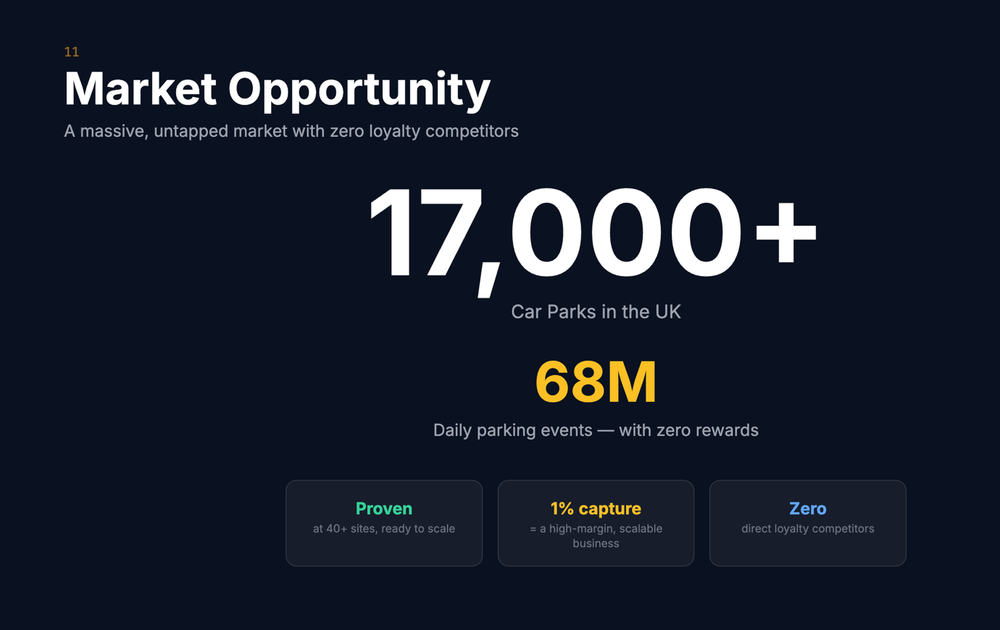 11
Market Opportunity
A massive, untapped market with zero loyalty competitors
17,000+
Car Parks in the UK
68M
Daily parking events — with zero rewards
Proven
at 40+ sites, ready to scale
1% capture
= a high-margin, scalable
business
Zero
direct loyalty competitors